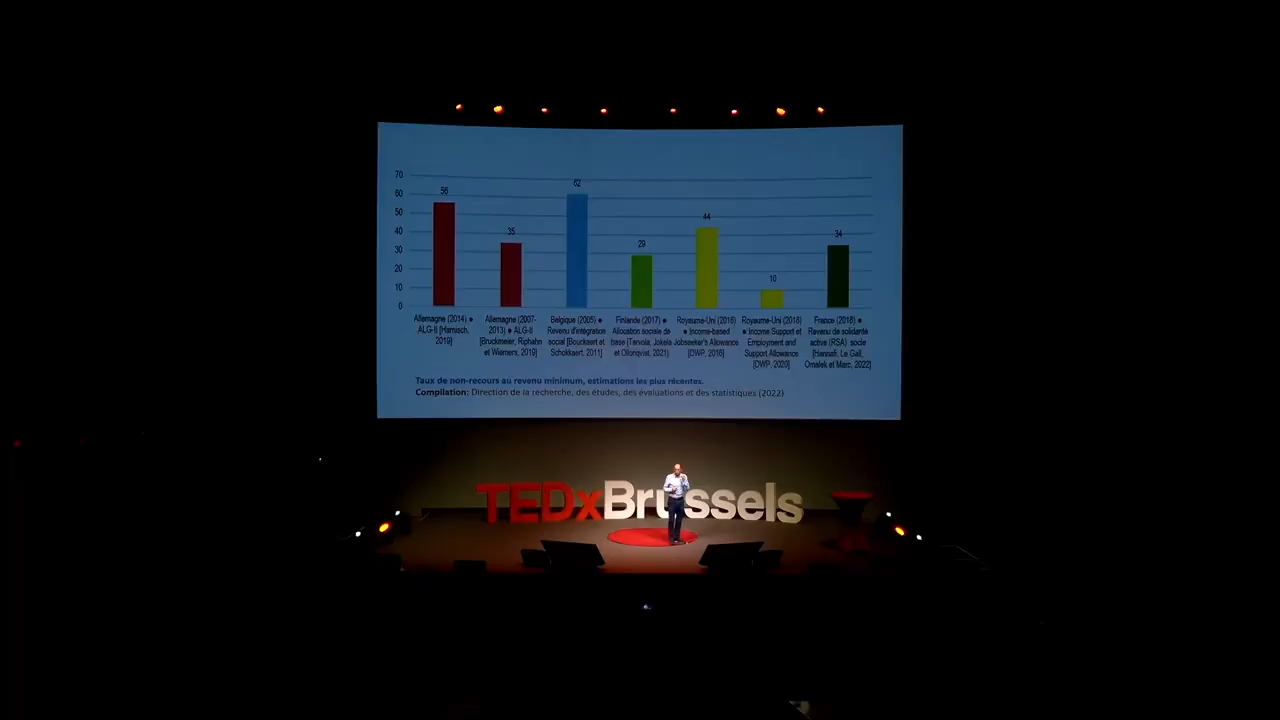 70
60
50
40
30
20
10
0
56
35
62
29
44
10
34
Allemagne (2014) ●
ALG-II [Harnisch,
2019]
Allemagne (2007-
2013) ● ALG-II
[Bruckmeier, Riphahn
et Wiemers, 2019]
Belgique (2005) ●
Revenu d'intégration
social [Bouckaert et
Schokkaert, 2011]
Finlande (2017) ●
Allocation sociale de
base [Tervola, Jokela
et Ollonqvist, 2021)
Royaume-Uni (2016)
● Income-based
Jobseeker's Allowance
[DWP, 2016]
Royaume-Uni (2018)
● Income Support et
Employment and
Support Allowance
[DWP, 2020]
France (2018) ●
Revenu de solidarité
active (RSA) socle
[Hannafi, Le Gall,
Omalek et Marc, 2022]
Taux de non-recours au revenu minimum, estimations les plus récentes.
Compilation: Direction de la recherche, des études, des évaluations et des statistiques (2022)
TEDxBrussels